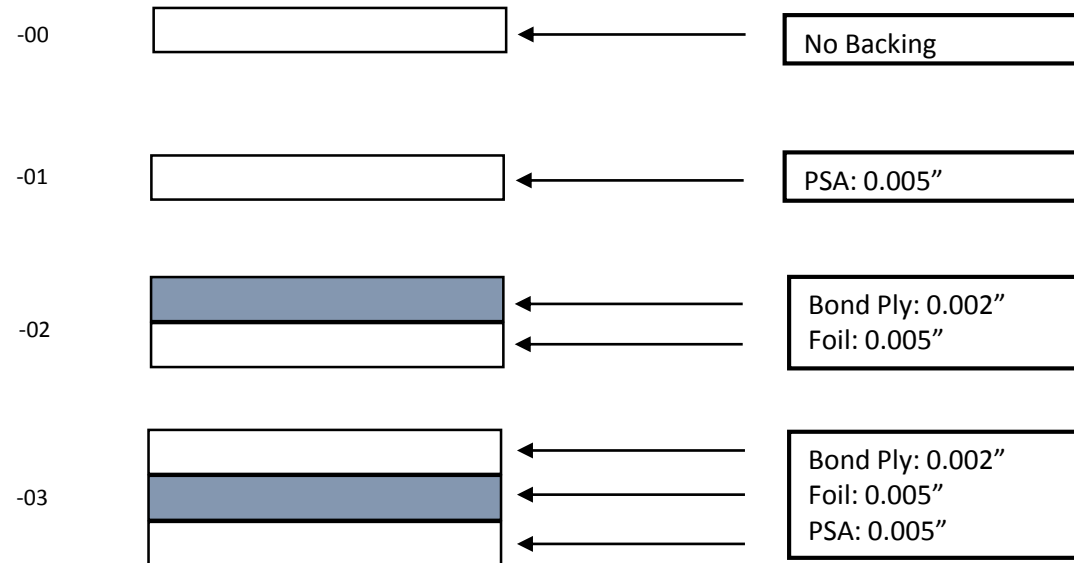 -00
No Backing
-01
PSA: 0.005”
-02
Bond Ply: 0.002”
Foil: 0.005”
-03
Bond Ply: 0.002”
Foil: 0.005”
PSA: 0.005”